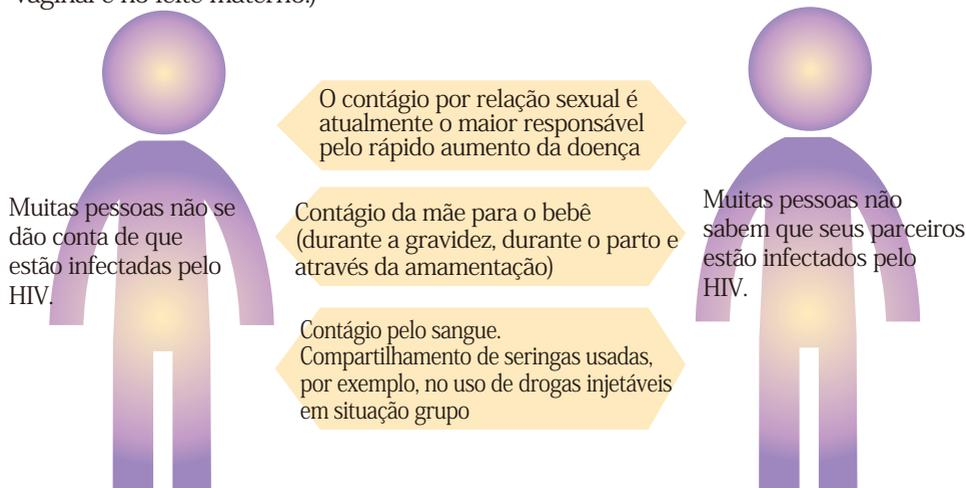 vaginal e no leite materno.)
O contágio por relação sexual é
atualmente o maior responsável
pelo rápido aumento da doença
Muitas pessoas não se
dão conta de que
estão infectadas pelo
HIV.
Contágio da mãe para o bebê
(durante a gravidez, durante o parto e
através da amamentação)
Muitas pessoas não
sabem que seus parceiros
estão infectados pelo
HIV.
Contágio pelo sangue.
Compartilhamento de seringas usadas,
por exemplo, no uso de drogas injetáveis
em situação grupo